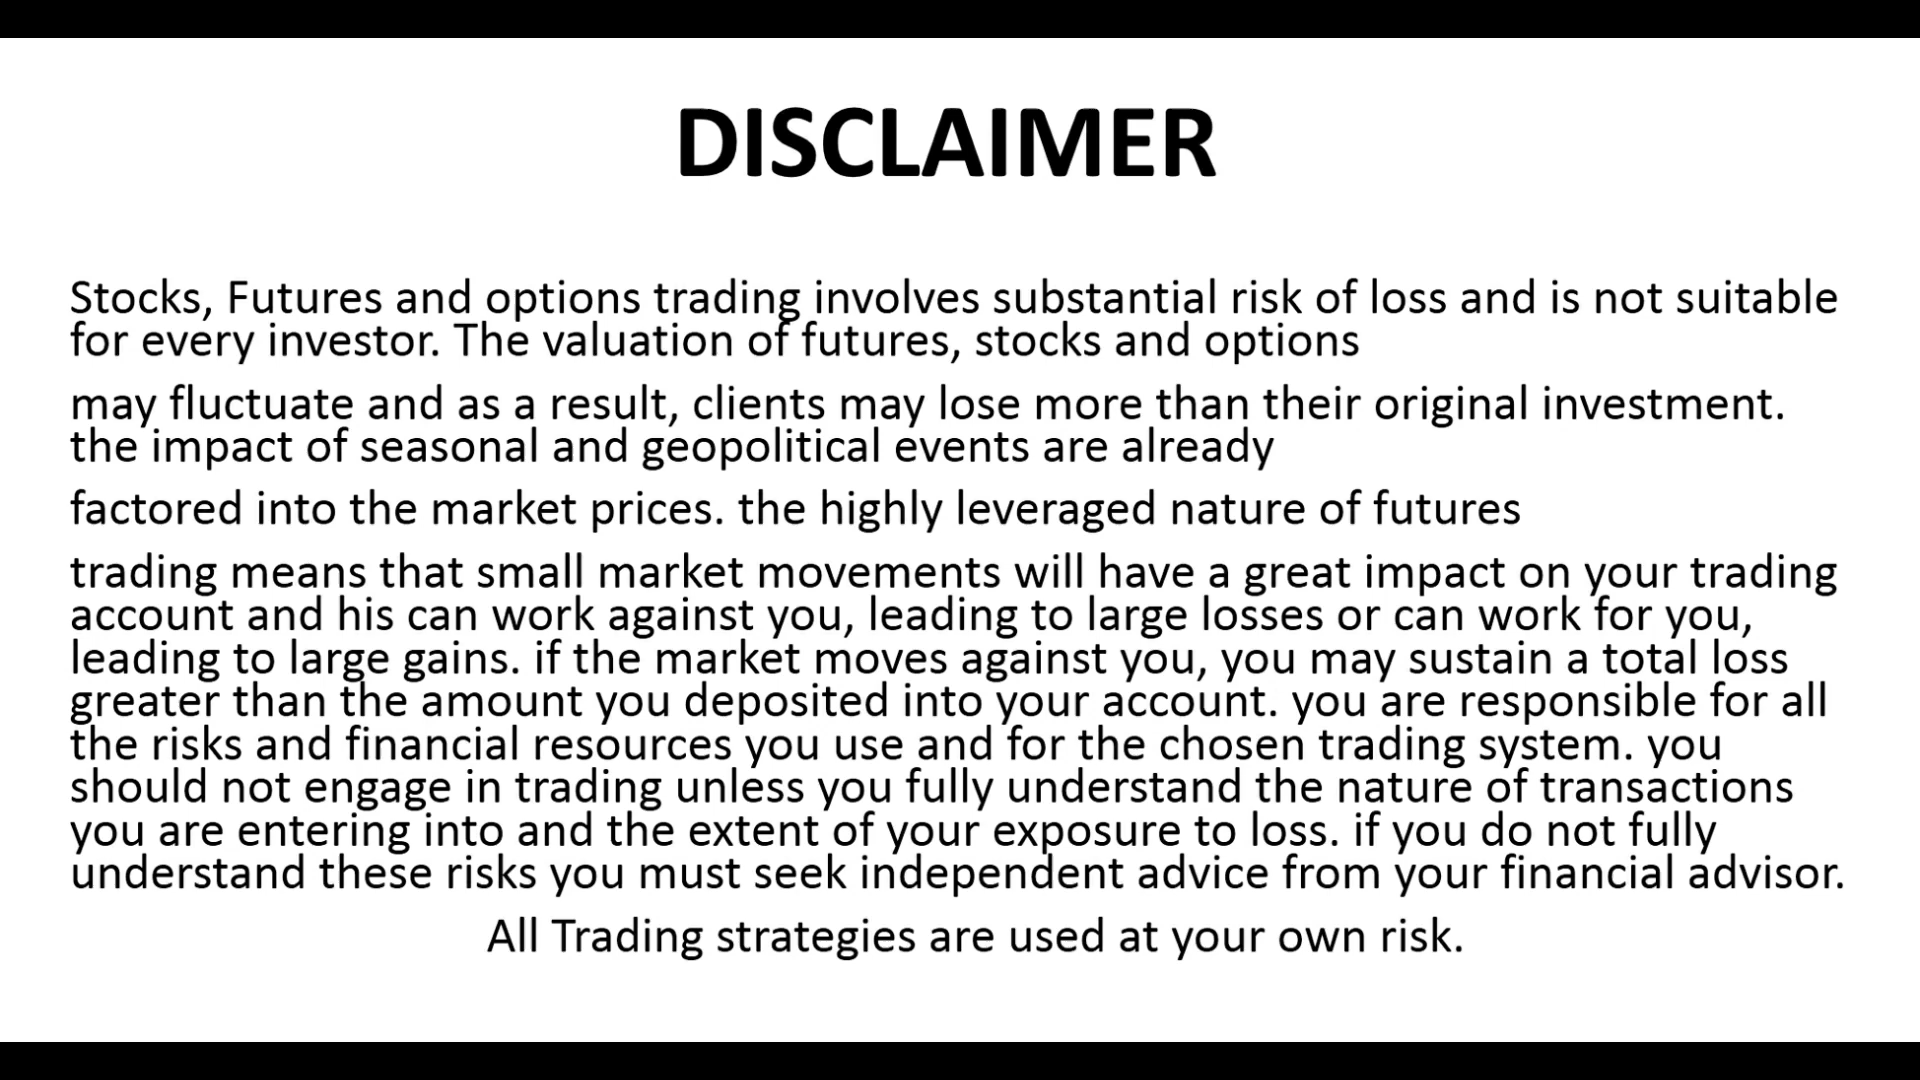 DISCLAIMER
Stocks, Futures and options trading involves substantial risk of loss and is not suitable
for every investor. The valuation of futures, stocks and options
may fluctuate and as a result, clients may lose more than their original investment.
the impact of seasonal and geopolitical events are already
factored into the market prices. the highly leveraged nature of futures
trading means that small market movements will have a great impact on your trading
account and his can work against you, leading to large losses or can work for you,
leading to large gains. if the market moves against you, you may sustain a total loss
greater than the amount you deposited into your account. you are responsible for all
the risks and financial resources you use and for the chosen trading system. you
should not engage in trading unless you fully understand the nature of transactions
you are entering into and the extent of your exposure to loss. if you do not fully
understand these risks you must seek independent advice from your financial advisor.
All Trading strategies are used at your own risk.